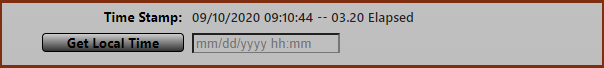 Time Stamp: 09/10/2020 09:10:44 -- 03.20 Elapsed
Get Local Time mm/dd/yyyy hh:mm